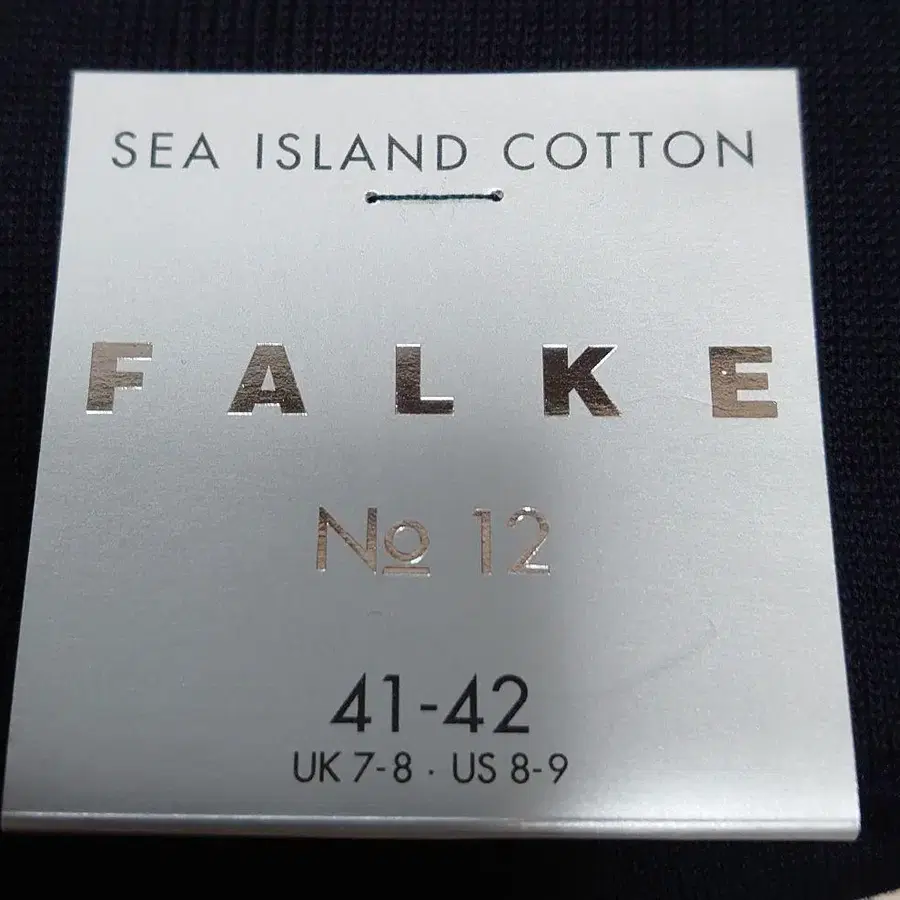 SEA ISLAND COTTON
FALKE
No 12
41-42
UK 7-8 · US 8-9